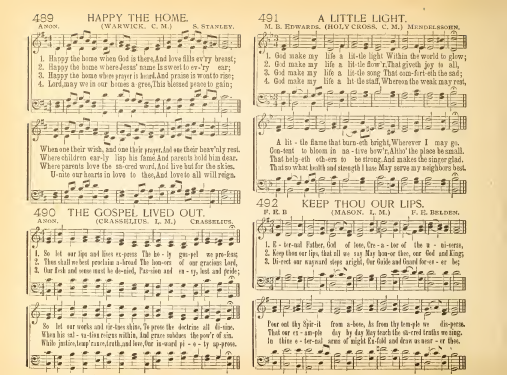 489 HAPPY THE HOME.
ANON. (WARWICK. C. M.) S. STANLEY.
1. Happy the home when God is there, And love fills ev'ry breast;
2. Happy the home where Jesus' name Is sweet to ev'ry ear;
3. Happy the home where prayer is heard, And praise is wont to rise;
4. Lord, may we in our homes a-gree, This blessed peace to gain;
When one their wish, and one their prayer, And one their heav'nly rest.
Where children ear-ly lisp his fame, And parents hold him dear.
Where parents love the sa-cred word, And live but for the skies.
U-nite our hearts in love to thee, And love to all will reign.
490 THE GOSPEL LIVED OUT.
ANON. (CRASSELIUS. L. M.) CRASSELIUS.
1. So let our lips and lives ex-press The ho-ly gos-pel we pro-fess;
2. Thus shall we best proclaim a-broad The hon-ors of our gracious Lord,
3. Our flesh and sense must be de-nied, Pas-sion and en-vy, lust and pride;
So let our works and vir-tues shine, To prove the doctrine all di-vine.
When his sal-va-tion reigns within, And grace subdues the pow'r of sin.
While justice, temp'rance, truth, and love, Our in-ward pi-e-ty ap-prove.
491 A LITTLE LIGHT.
M. B. EDWARDS. (HOLY CROSS. C. M.) MENDELSSOHN.
1. God make my life a lit-tle light Within the world to glow;
2. God make my life a lit-tle flow'r, That giveth joy to all,
3. God make my life a lit-tle song That com-fort-eth the sad;
4. God make my life a lit-tle staff, Whereon the weak may rest,
A lit-tle flame that burn-eth bright, Wherever I may go.
Con-tent to bloom in na-tive bow'r, Altho' the place be small.
That help-eth oth-ers to be strong, And makes the singer glad.
That so what health and strength I have May serve my neighbors best.
492 KEEP THOU OUR LIPS.
F. H. B (MASON. L. M.) F. H. BELDEN.
1. E-ter-nal Father, God of love, Cre-a-tor of the u-ni-verse,
2. Keep thou our lips, that all we say May hon-or thee, our God and King;
3. Di-rect our wayward steps aright, Our Guide and Guard for-ev-er be;
Pour out thy Spir-it from a-bove, As from thy temple we disperse.
That our ex-am-ple day by day May teach the sa-cred truths we sing.
In thine e-ter-nal arms of might En-fold and draw us near-er thee.